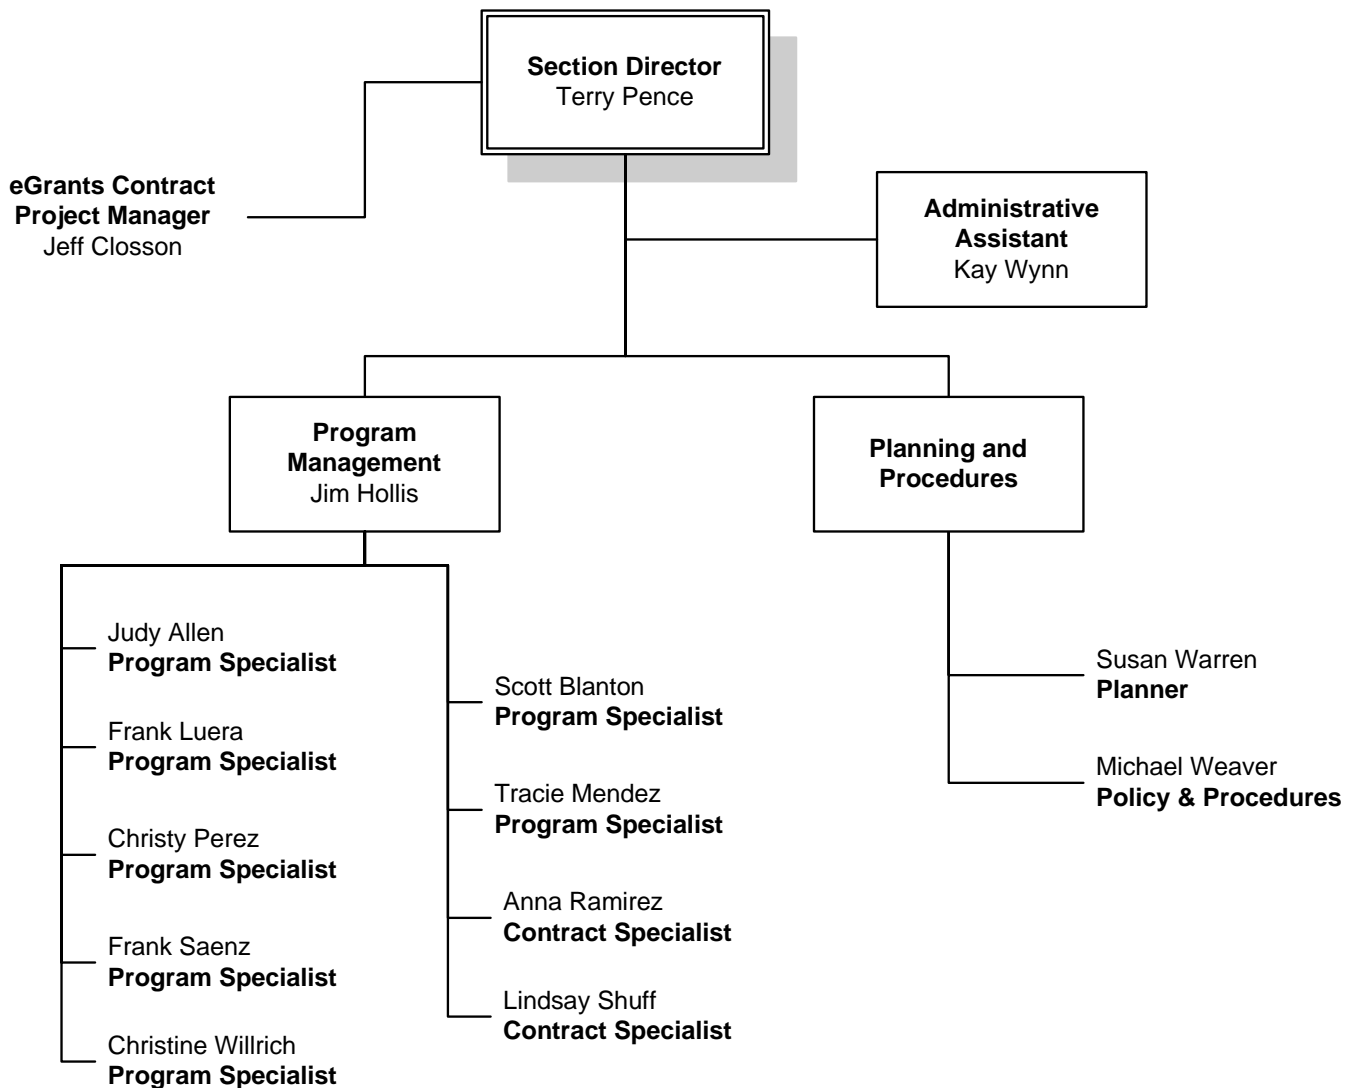 Section Director
Terry Pence
eGrants Contract
Project Manager
Jeff Closson
Administrative
Assistant
Kay Wynn
Program
Management
Jim Hollis
Planning and
Procedures
Judy Allen
Program Specialist
Frank Luera
Program Specialist
Christy Perez
Program Specialist
Frank Saenz
Program Specialist
Christine Willrich
Program Specialist
Scott Blanton
Program Specialist
Tracie Mendez
Program Specialist
Anna Ramirez
Contract Specialist
Lindsay Shuff
Contract Specialist
Susan Warren
Planner
Michael Weaver
Policy & Procedures